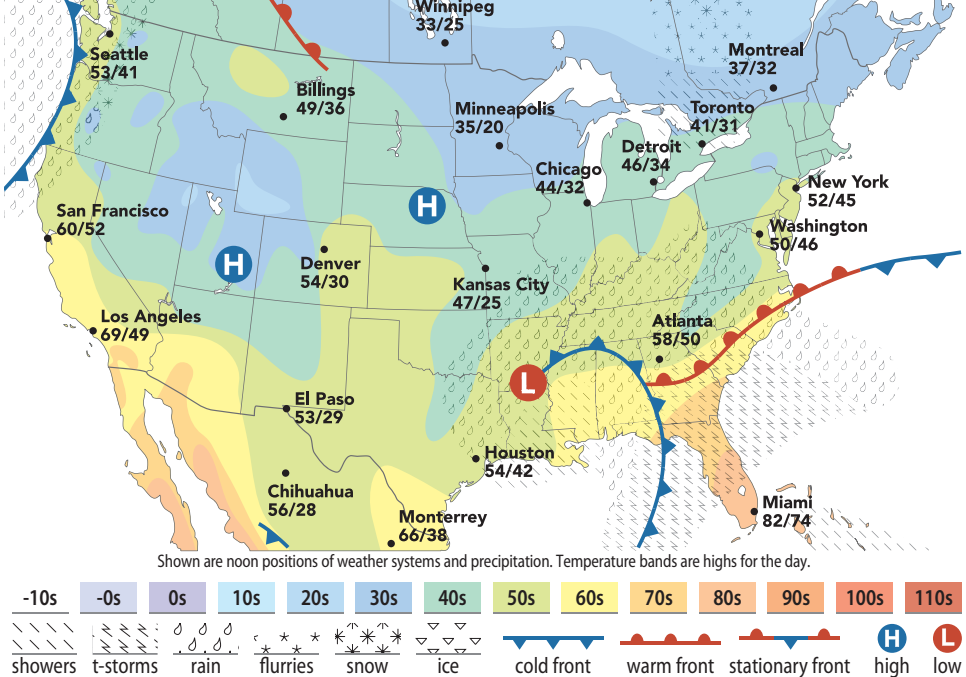 Winnipeg
33/25
Seattle
53/41
Montreal
37/32
Billings
49/36
Minneapolis
35/20
Toronto
41/31
Detroit
46/34
Chicago
44/32
New York
52/45
San Francisco
60/52
H
Washington
50/46
H
Denver
54/30
Kansas City
47/25
Los Angeles
69/49
Atlanta
58/50
L
El Paso
53/29
Houston
54/42
Chihuahua
56/28
Monterrey
66/38
Miami
82/74
Shown are noon positions of weather systems and precipitation. Temperature bands are highs for the day.
-10s -0s 0s 10s 20s 30s 40s 50s 60s 70s 80s 90s 100s 110s
H L
showers t-storms rain flurries snow ice cold front warm front stationary front high low